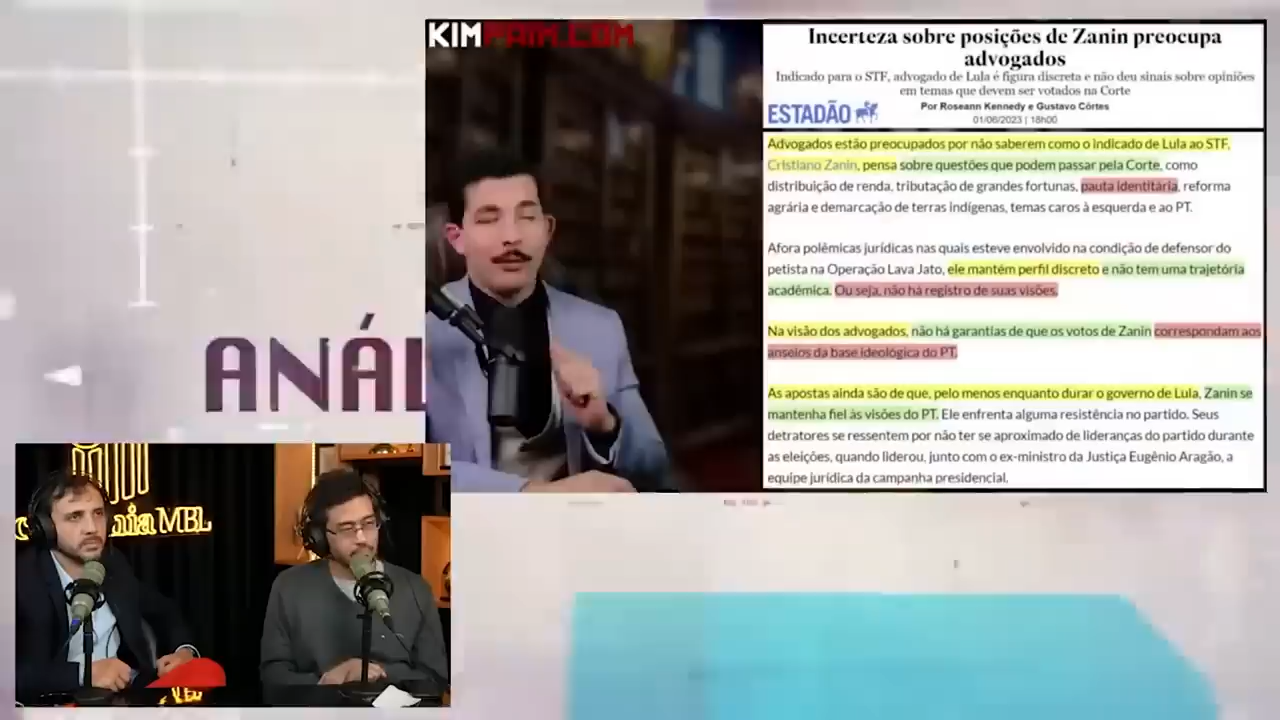 KIMPAIM.COM
Incerteza sobre posições de Zanin preocupa
advogados
Indicado para o STF, advogado de Lula é figura discreta e não deu sinais sobre opiniões
em temas que devem ser votados na Corte
ESTADÃO
Por Roseann Kennedy e Gustavo Côrtes
01/06/2023 | 18h00
Advogados estão preocupados por não saberem como o indicado de Lula ao STF,
Cristiano Zanin, pensa sobre questões que podem passar pela Corte, como
distribuição de renda, tributação de grandes fortunas, pauta identitária, reforma
agrária e demarcação de terras indígenas, temas caros à esquerda e ao PT.
Afora polêmicas jurídicas nas quais esteve envolvido na condição de defensor do
petista na Operação Lava Jato, ele mantém perfil discreto e não tem uma trajetória
acadêmica. Ou seja, não há registro de suas visões.
Na visão dos advogados, não há garantias de que os votos de Zanin correspondam aos
anseios da base ideológica do PT.
As apostas ainda são de que, pelo menos enquanto durar o governo de Lula, Zanin se
mantenha fiel às visões do PT. Ele enfrenta alguma resistência no partido. Seus
detratores se ressentem por não ter se aproximado de lideranças do partido durante
as eleições, quando liderou, junto com o ex-ministro da Justiça Eugênio Aragão, a
equipe jurídica da campanha presidencial.
ANÁL
MBL